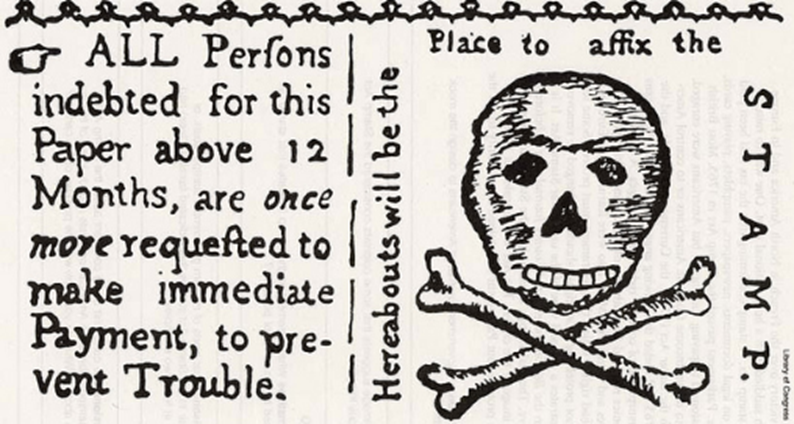 ☞ ALL Perſons
indebted for this
Paper above 12
Months, are once
more requeſted to
make immediate
Payment, to pre-
vent Trouble.
Hereabouts will be the
Place to affix the
STAMP.
Library of Congress